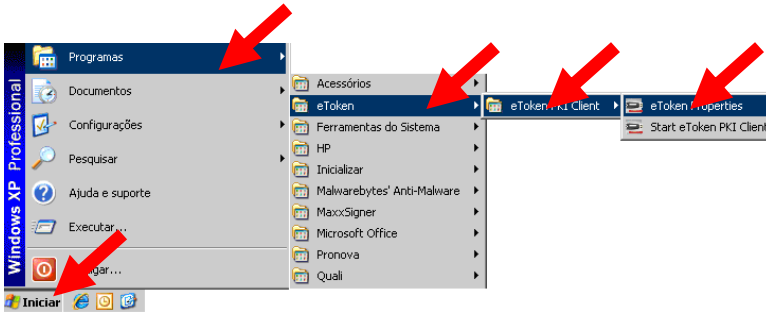 Windows XP Professional
Programas
Documentos
Configurações
Pesquisar
Ajuda e suporte
Executar...
Iniciar
Acessórios
eToken
Ferramentas do Sistema
HP
Inicializar
Malwarebytes' Anti-Malware
MaxxSigner
Microsoft Office
Pronova
Quali
eToken PKI Client
eToken Properties
Start eToken PKI Client